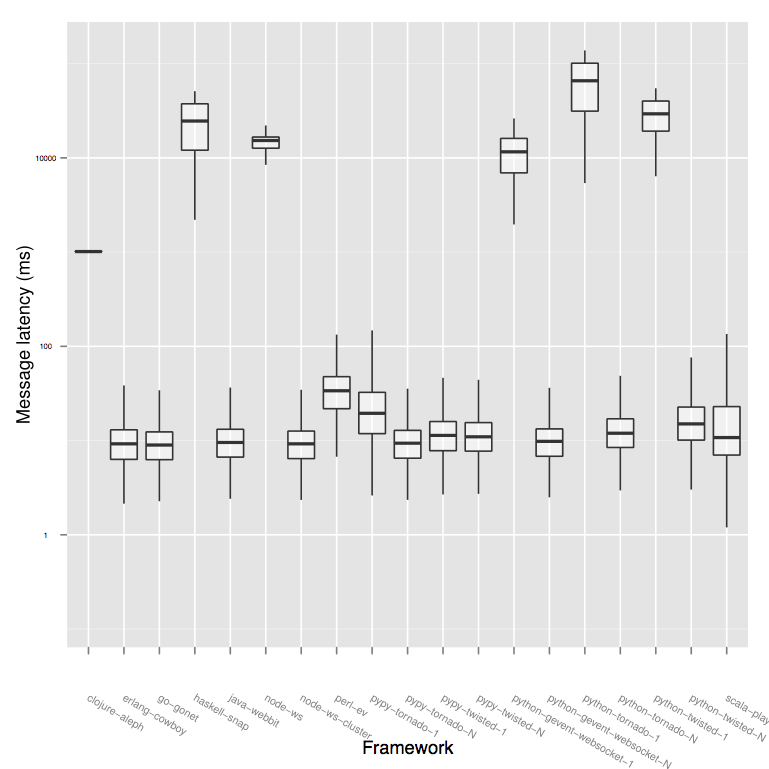 Message latency (ms)
10000
100
1
clojure-aleph
erlang-cowboy
go-gonet
haskell-snap
java-webbit
node-ws
node-ws-cluster
perl-ev
pypy-tornado-1
pypy-tornado-N
pypy-twisted-1
pypy-twisted-N
python-gevent-websocket-1
python-gevent-websocket-N
python-tornado-1
python-tornado-N
python-twisted-1
python-twisted-N
scala-play
Framework